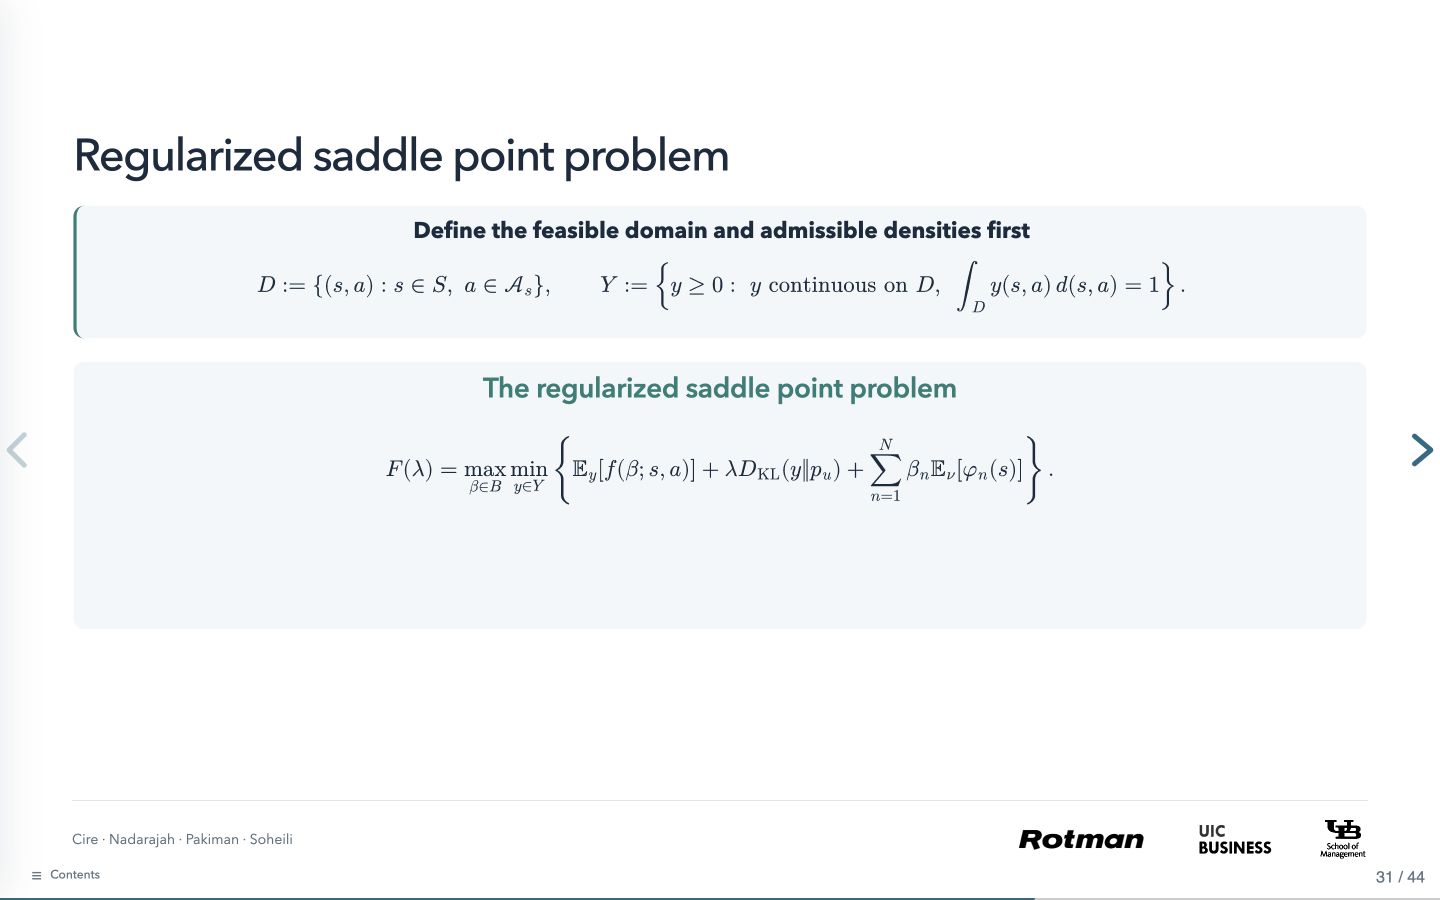 Regularized saddle point problem
Define the feasible domain and admissible densities first
D := {(s, a) : s ∈ S, a ∈ 𝒜ₛ},    Y := { y ≥ 0 : y continuous on D, ∫_D y(s, a) d(s, a) = 1 } .
The regularized saddle point problem
F(λ) = max_{β∈B} min_{y∈Y} { 𝔼_y[f(β; s, a)] + λD_KL(y‖p_u) + ∑_{n=1}^{N} β_n 𝔼_ν[φ_n(s)] } .
Cire · Nadarajah · Pakiman · Soheili
Rotman
UIC
BUSINESS
UB
School of
Management
≡ Contents
31 / 44